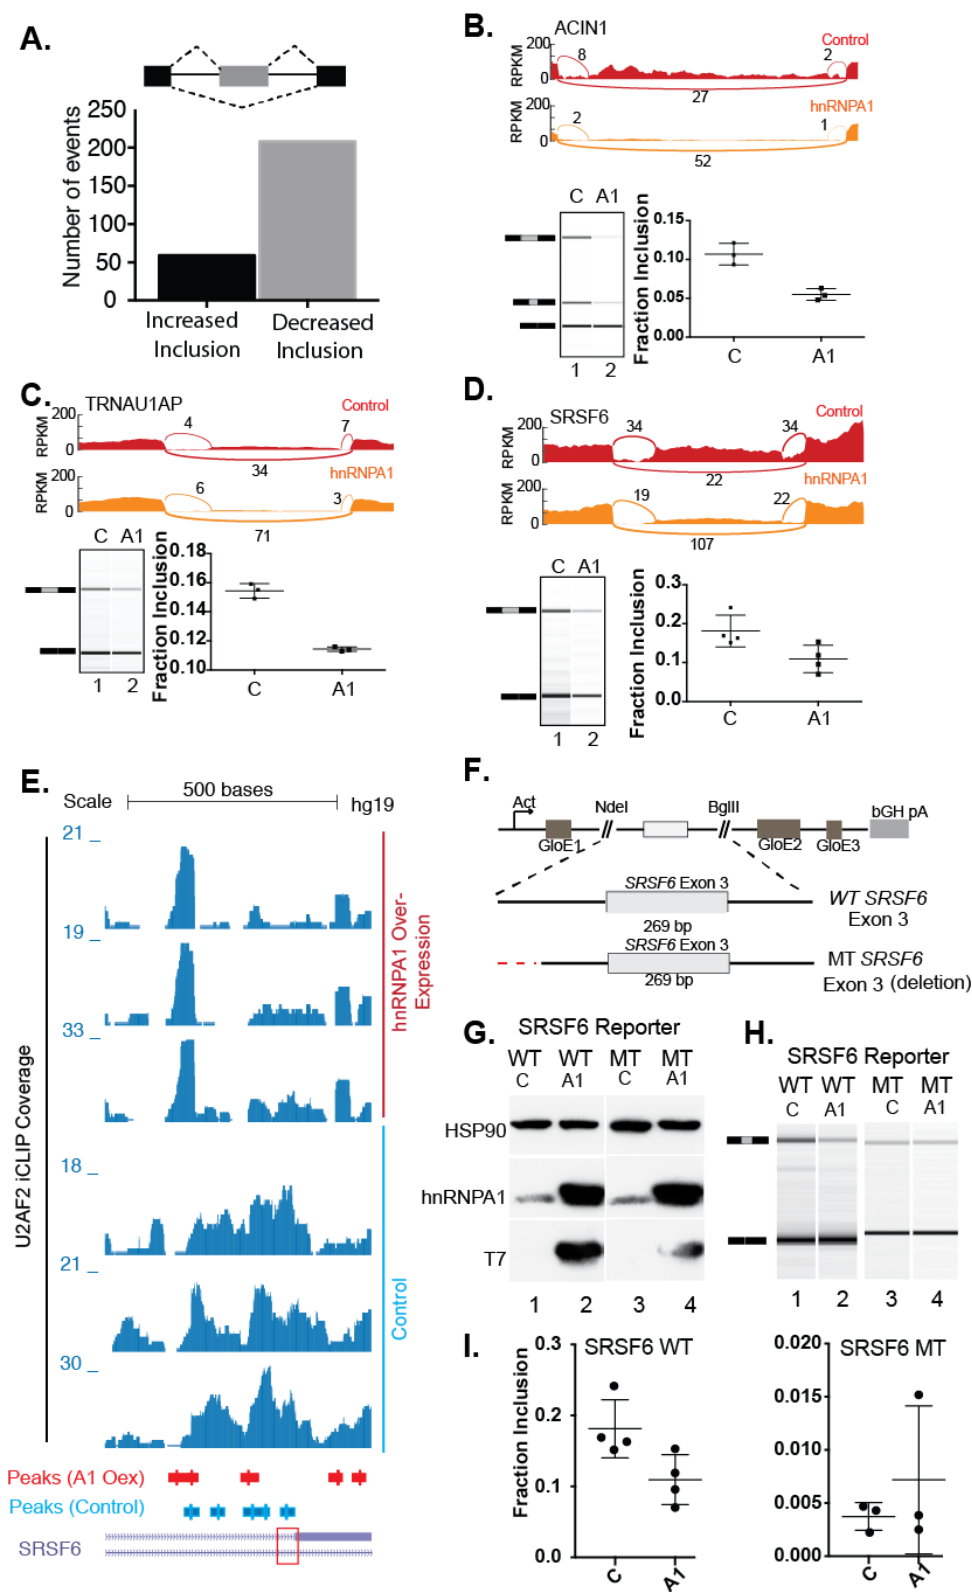 A.
250
200
150
100
50
0
Number of events
Increased Inclusion
Decreased Inclusion
B.
ACIN1
Control
RPKM
200
0
8
2
27
hnRNPA1
RPKM
200
0
2
1
52
C A1
1 2
Fraction Inclusion
0.15
0.10
0.05
0.00
C A1
C.
TRNAU1AP
Control
RPKM
200
0
4
7
34
hnRNPA1
RPKM
200
0
6
3
71
C A1
1 2
Fraction Inclusion
0.18
0.16
0.14
0.12
0.10
C A1
D.
SRSF6
Control
RPKM
200
0
34
34
22
hnRNPA1
RPKM
200
0
19
22
107
C A1
1 2
Fraction Inclusion
0.3
0.2
0.1
0.0
C A1
E.
Scale
500 bases
hg19
U2AF2 iCLIP Coverage
21 _
19 _
33 _
18 _
21 _
30 _
hnRNPA1 Over-
Expression
Control
Peaks (A1 Oex)
Peaks (Control)
SRSF6
F.
Act
NdeI
BglII
bGH pA
GloE1
GloE2
GloE3
SRSF6 Exon 3
269 bp
WT SRSF6
Exon 3
SRSF6 Exon 3
269 bp
MT SRSF6
Exon 3 (deletion)
G.
SRSF6 Reporter
WT WT MT MT
C A1 C A1
HSP90
hnRNPA1
T7
1 2 3 4
H.
SRSF6 Reporter
WT WT MT MT
C A1 C A1
1 2 3 4
I.
SRSF6 WT
Fraction Inclusion
0.3
0.2
0.1
0.0
C A1
SRSF6 MT
0.020
0.015
0.010
0.005
0.000
C A1